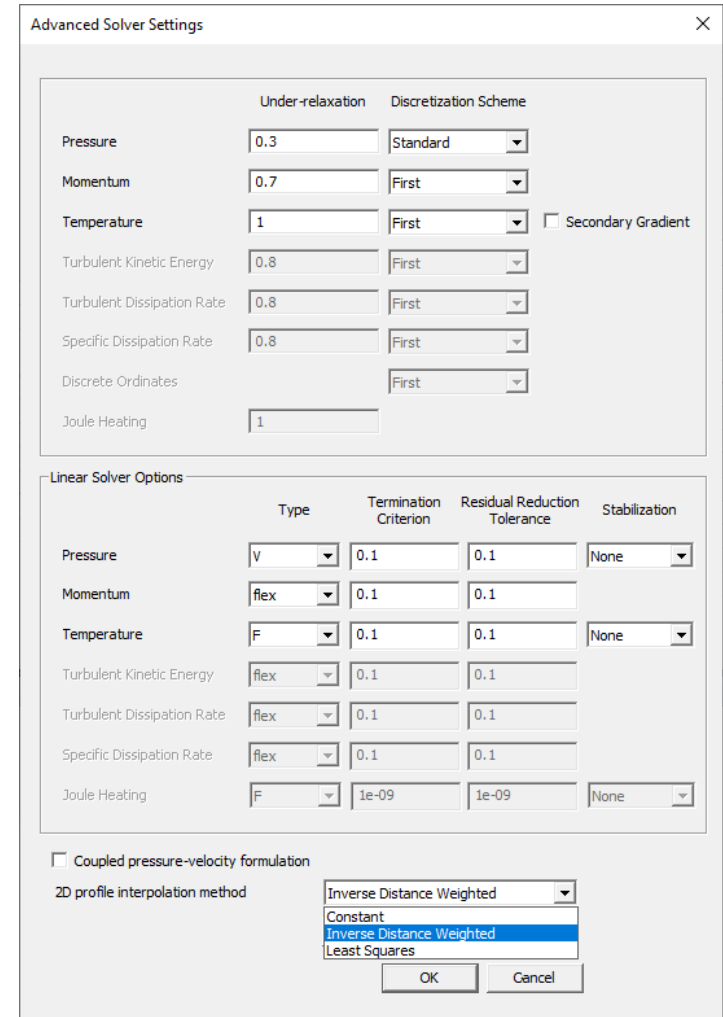 Advanced Solver Settings
Under-relaxation Discretization Scheme
Pressure 0.3 Standard
Momentum 0.7 First
Temperature 1 First Secondary Gradient
Turbulent Kinetic Energy 0.8 First
Turbulent Dissipation Rate 0.8 First
Specific Dissipation Rate 0.8 First
Discrete Ordinates First
Joule Heating 1
Linear Solver Options
Type Termination Criterion Residual Reduction Tolerance Stabilization
Pressure V 0.1 0.1 None
Momentum flex 0.1 0.1
Temperature F 0.1 0.1 None
Turbulent Kinetic Energy flex 0.1 0.1
Turbulent Dissipation Rate flex 0.1 0.1
Specific Dissipation Rate flex 0.1 0.1
Joule Heating F 1e-09 1e-09 None
Coupled pressure-velocity formulation
2D profile interpolation method Inverse Distance Weighted
Constant
Inverse Distance Weighted
Least Squares
OK Cancel